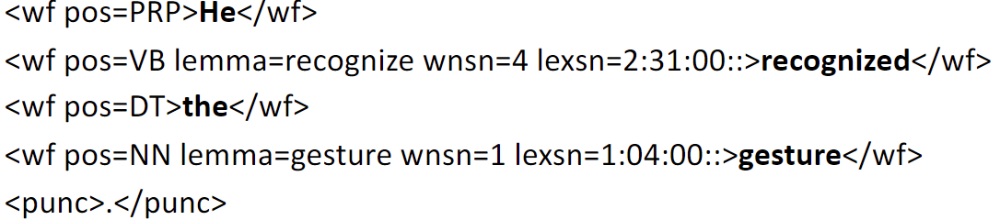 <wf pos=PRP>He</wf>
<wf pos=VB lemma=recognize wnsn=4 lexsn=2:31:00::>recognized</wf>
<wf pos=DT>the</wf>
<wf pos=NN lemma=gesture wnsn=1 lexsn=1:04:00::>gesture</wf>
<punc>.</punc>